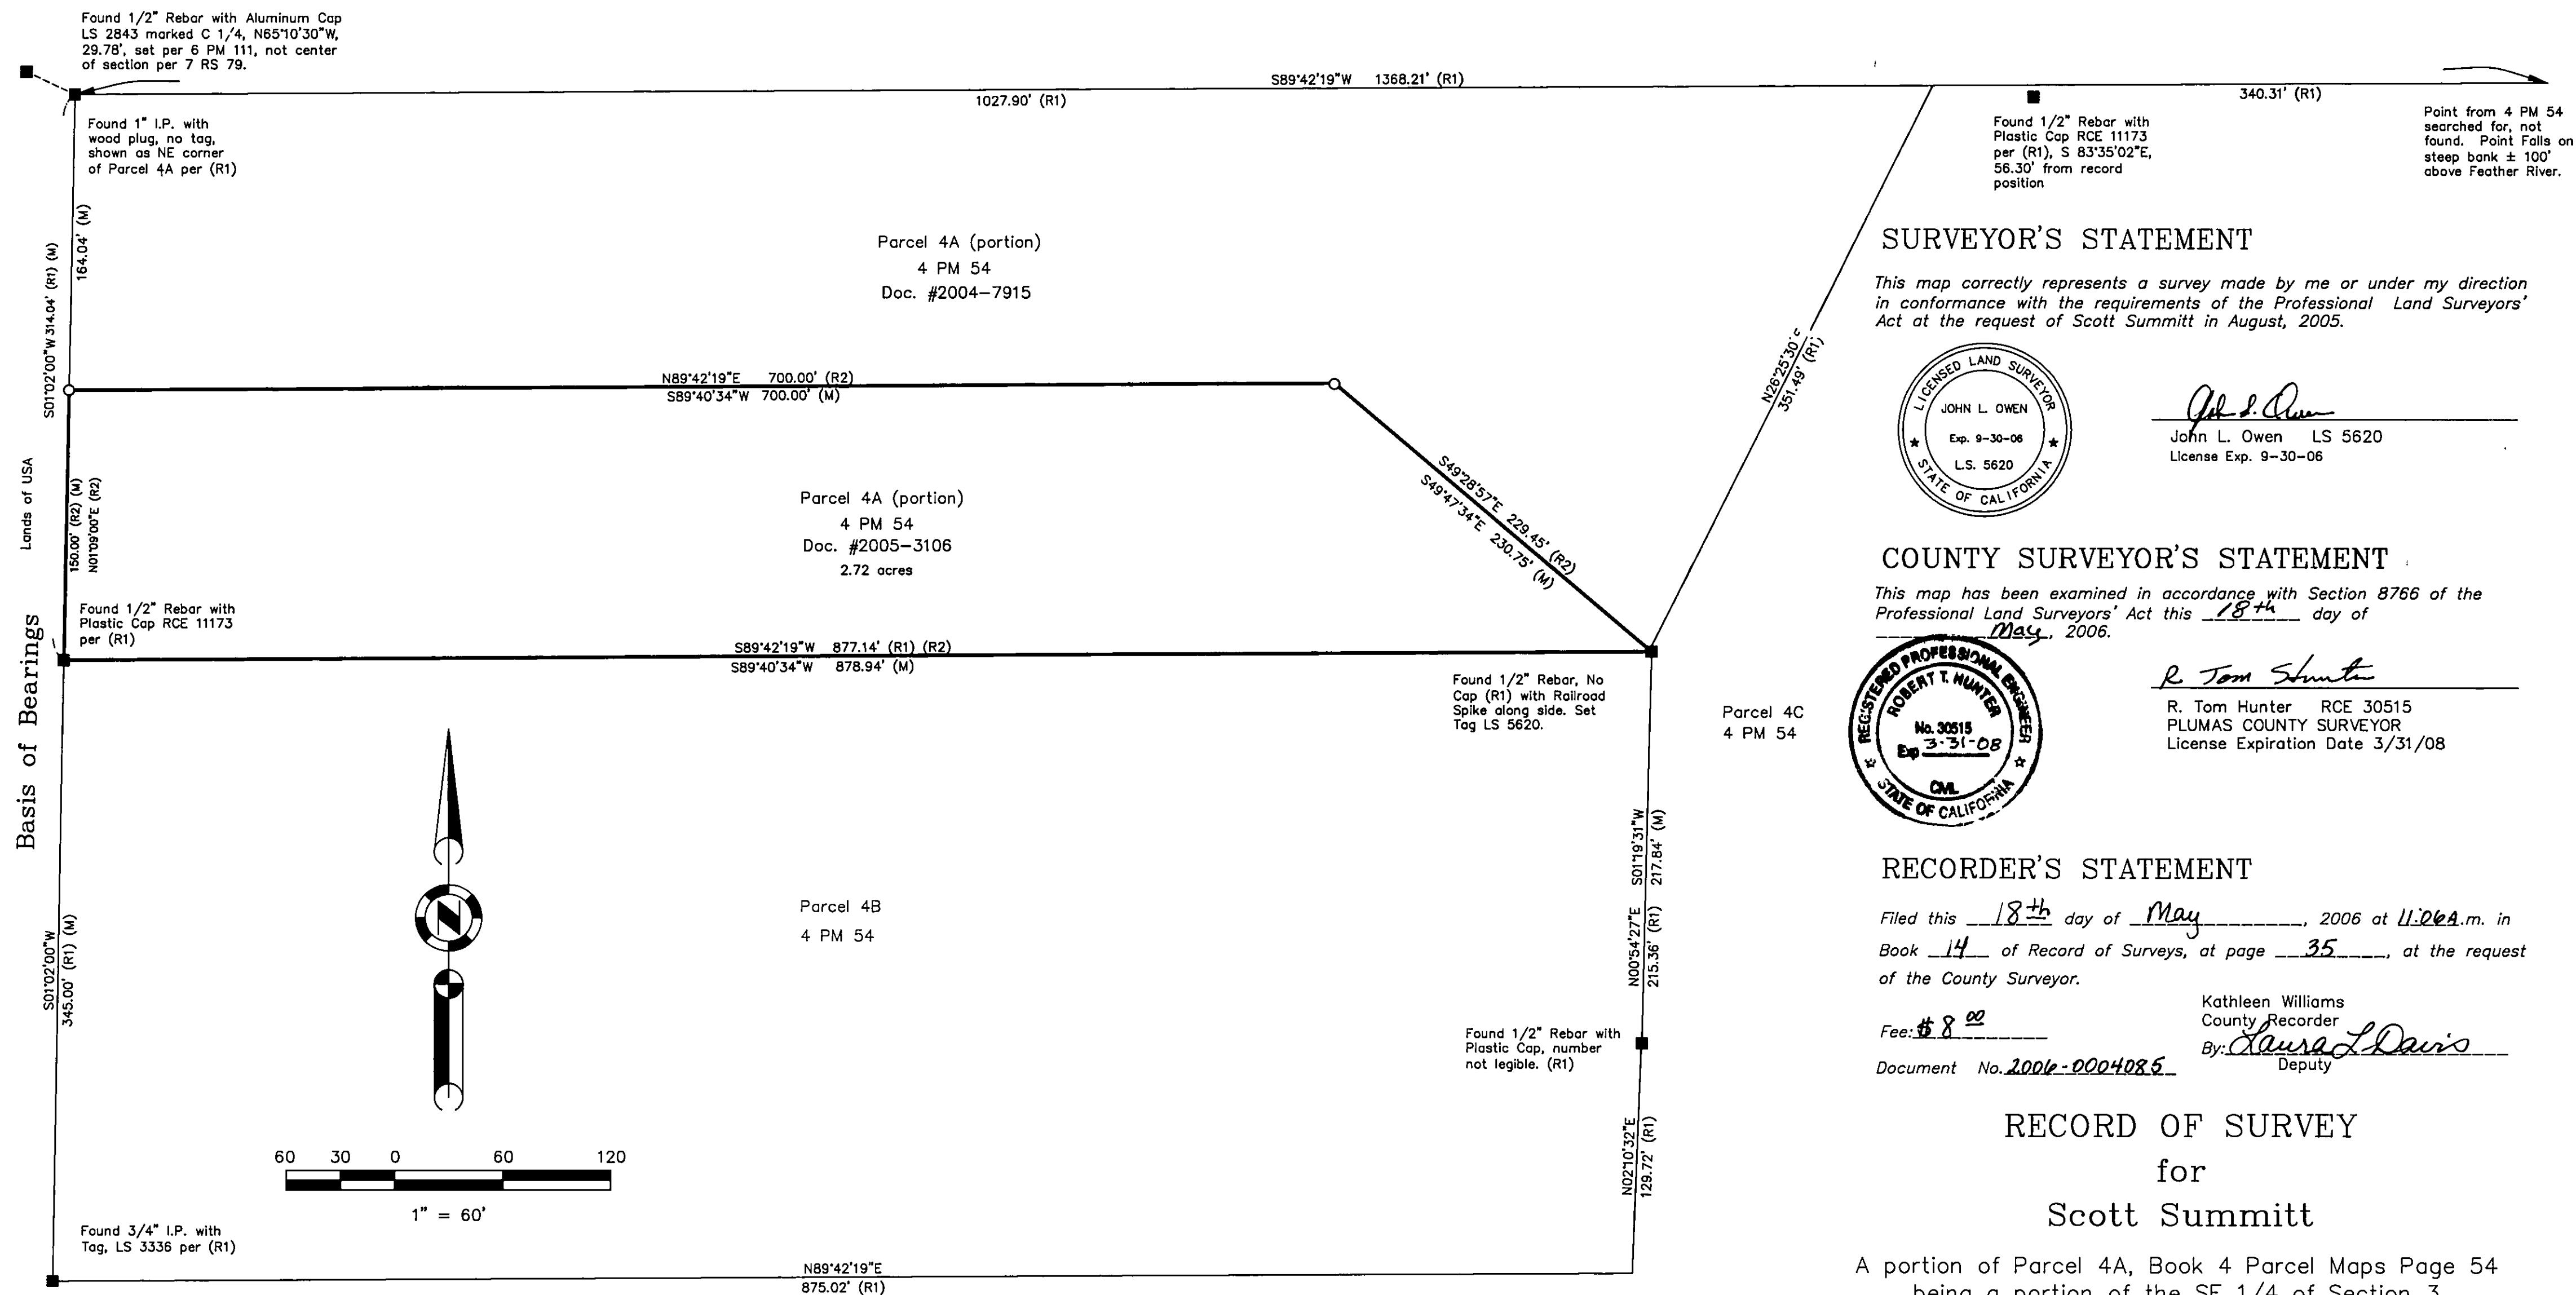 Found 1/2" Rebar with Aluminum Cap
LS 2843 marked C 1/4, N65°10'30"W,
29.78', set per 6 PM 111, not center
of section per 7 RS 79.
S89°42'19"W 1368.21' (R1)
1027.90' (R1)
340.31' (R1)
Found 1" I.P. with
wood plug, no tag,
shown as NE corner
of Parcel 4A per (R1)
Found 1/2" Rebar with
Plastic Cap RCE 11173
per (R1), S 83°35'02"E,
56.30' from record
position
Point from 4 PM 54
searched for, not
found. Point Falls on
steep bank ± 100'
above Feather River.
S01°02'00"W 314.04' (R1) (M)
164.04' (M)
Parcel 4A (portion)
4 PM 54
Doc. #2004-7915
N26°25'30"E
351.49' (R1)
N89°42'19"E 700.00' (R2)
S89°40'34"W 700.00' (M)
Lands of USA
150.00' (R2) (M)
N01°09'00"E (R2)
Parcel 4A (portion)
4 PM 54
Doc. #2005-3106
2.72 acres
S49°28'57"E 229.45' (R2)
S49°47'34"E 230.75' (M)
Found 1/2" Rebar with
Plastic Cap RCE 11173
per (R1)
S89°42'19"W 877.14' (R1) (R2)
S89°40'34"W 878.94' (M)
Basis of Bearings
Found 1/2" Rebar, No
Cap (R1) with Railroad
Spike along side. Set
Tag LS 5620.
Parcel 4C
4 PM 54
S01°19'31"W
217.84' (M)
N00°54'27"E
215.36' (R1)
Parcel 4B
4 PM 54
S01°02'00"W
345.00' (R1) (M)
N
Found 1/2" Rebar with
Plastic Cap, number
not legible. (R1)
N02°10'32"E
129.72' (R1)
60 30 0 60 120
1" = 60'
Found 3/4" I.P. with
Tag, LS 3336 per (R1)
N89°42'19"E
875.02' (R1)
SURVEYOR'S STATEMENT
This map correctly represents a survey made by me or under my direction
in conformance with the requirements of the Professional Land Surveyors'
Act at the request of Scott Summitt in August, 2005.
LICENSED LAND SURVEYOR
JOHN L. OWEN
Exp. 9-30-06
L.S. 5620
STATE OF CALIFORNIA
John L. Owen
John L. Owen LS 5620
License Exp. 9-30-06
COUNTY SURVEYOR'S STATEMENT
This map has been examined in accordance with Section 8766 of the
Professional Land Surveyors' Act this 18th day of
May, 2006.
REGISTERED PROFESSIONAL ENGINEER
ROBERT T. HUNTER
No. 30515
Exp 3-31-08
CIVIL
STATE OF CALIFORNIA
R Tom Hunter
R. Tom Hunter RCE 30515
PLUMAS COUNTY SURVEYOR
License Expiration Date 3/31/08
RECORDER'S STATEMENT
Filed this 18th day of May, 2006 at 11:06A.m. in
Book 14 of Record of Surveys, at page 35, at the request
of the County Surveyor.
Kathleen Williams
County Recorder
Fee: $8 00
By: Laura L Davis
Deputy
Document No. 2006-0004085
RECORD OF SURVEY
for
Scott Summitt
A portion of Parcel 4A, Book 4 Parcel Maps Page 54
being a portion of the SE 1/4 of Section 3